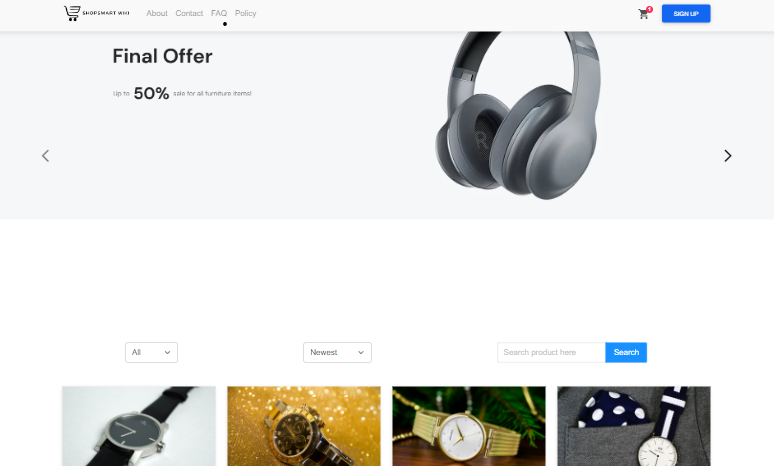 SHOPSMART WIKI
About Contact FAQ Policy
SIGN UP
Final Offer
Up to 50% sale for all furniture items!
R
All
Newest
Search product here
Search